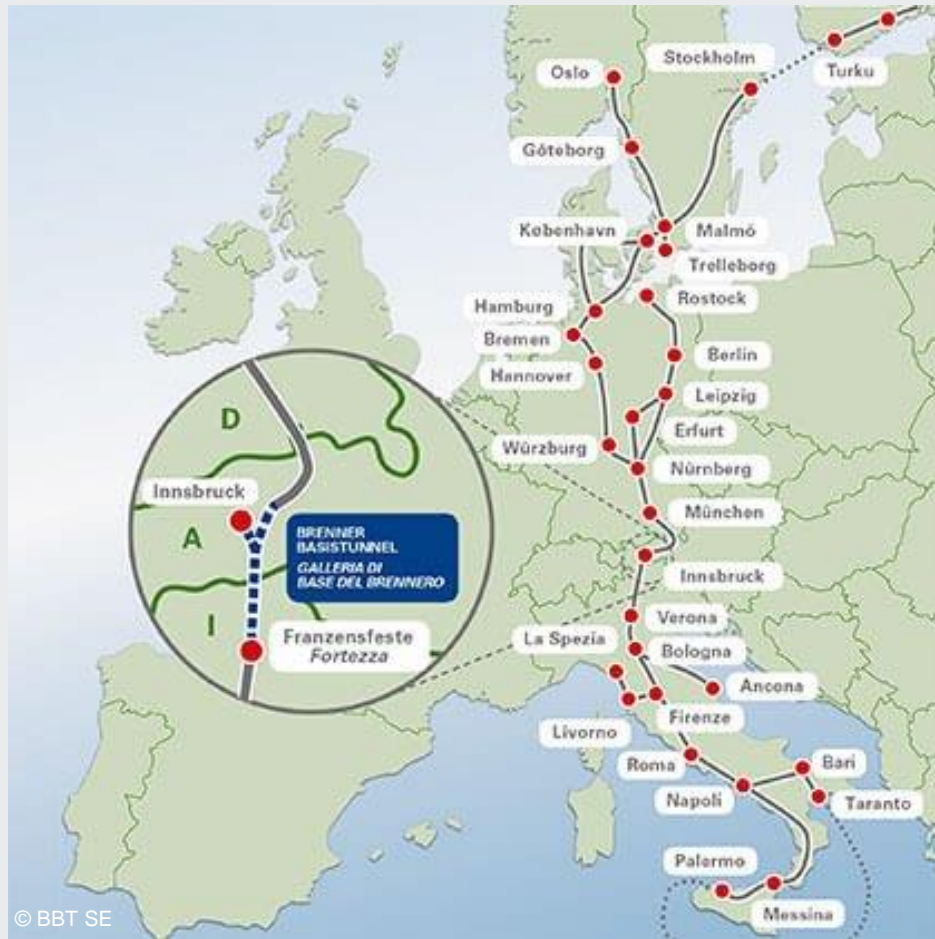 Stockholm
Oslo
Turku
Göteborg
København
Malmö
Trelleborg
Hamburg
Rostock
Bremen
Berlin
Hannover
Leipzig
Erfurt
Würzburg
Nürnberg
München
Innsbruck
Verona
La Spezia
Bologna
Ancona
Livorno
Firenze
Roma
Bari
Napoli
Taranto
Palermo
Messina
D
Innsbruck
A
BRENNER
BASISTUNNEL
GALLERIA DI
BASE DEL BRENNERO
I
Franzensfeste
Fortezza
© BBT SE